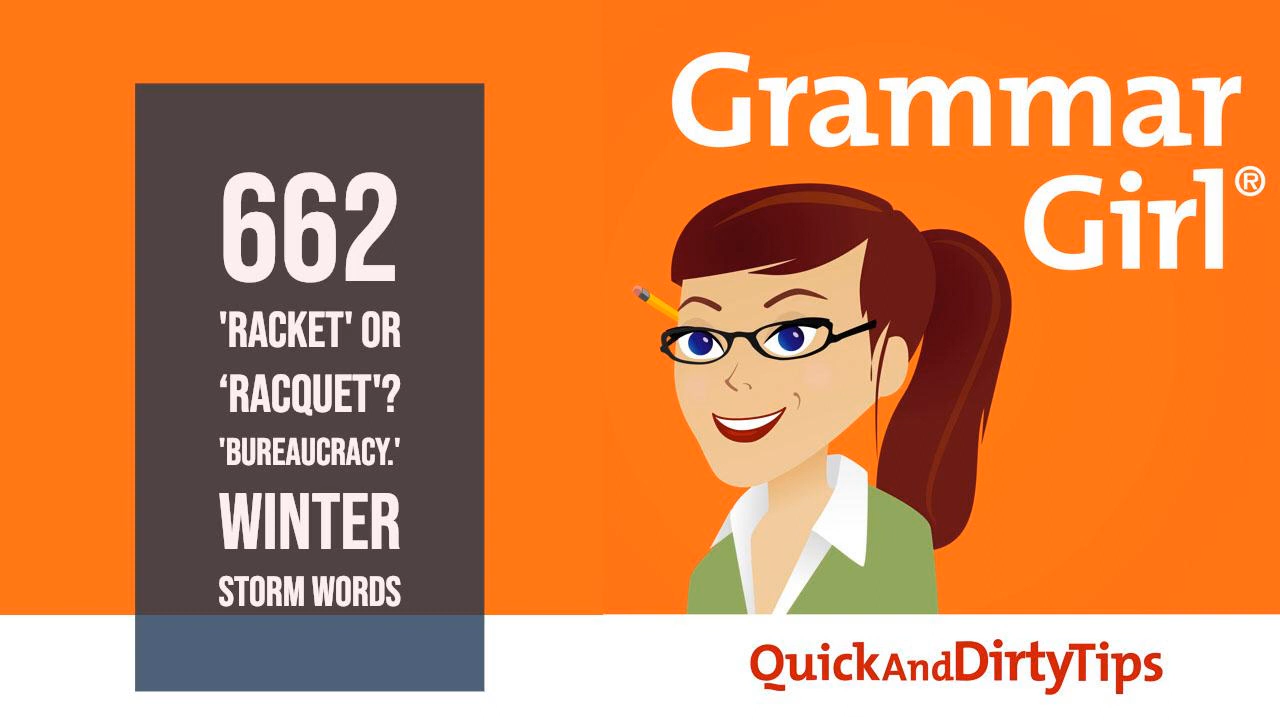 662
'RACKET' OR
‘RACQUET'?
'BUREAUCRACY.'
WINTER
STORM WORDS
Grammar
Girl®
QuickAndDirtyTips